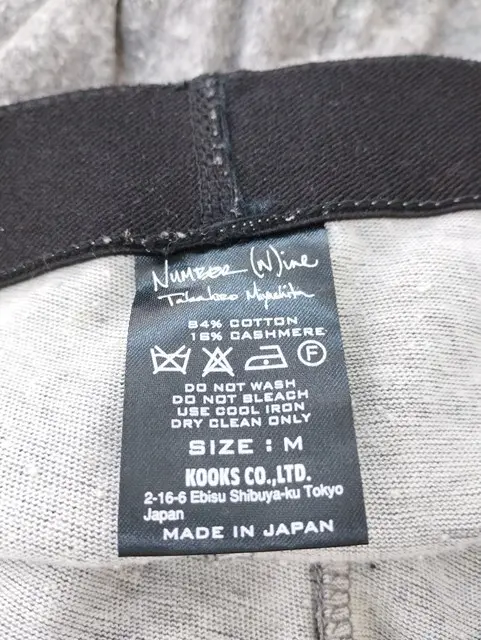 NUMBER (N)ine
Takahiro Miyashita
84% COTTON
16% CASHMERE
F
DO NOT WASH
DO NOT BLEACH
USE COOL IRON
DRY CLEAN ONLY
SIZE : M
KOOKS CO.,LTD.
2-16-6 Ebisu Shibuya-ku Tokyo
Japan
MADE IN JAPAN